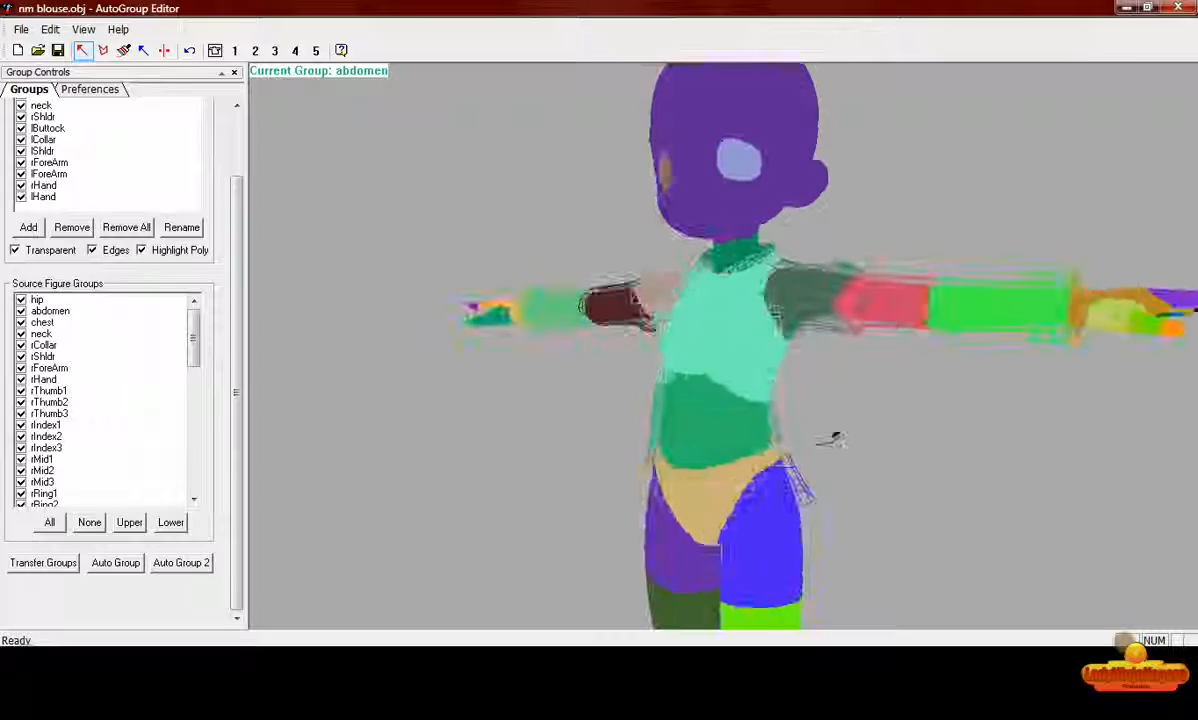 nm blouse.obj - AutoGroup Editor
File Edit View Help
1 2 3 4 5
Group Controls
Groups Preferences
neck
rShldr
lButtock
lCollar
lShldr
rForeArm
lForeArm
rHand
lHand
Add Remove Remove All Rename
Transparent Edges Highlight Poly
Source Figure Groups
hip
abdomen
chest
neck
rCollar
rShldr
rForeArm
rHand
rThumb1
rThumb2
rThumb3
rIndex1
rIndex2
rIndex3
rMid1
rMid2
rMid3
rRing1
rRing2
All None Upper Lower
Transfer Groups Auto Group Auto Group 2
Current Group: abdomen
Ready
NUM